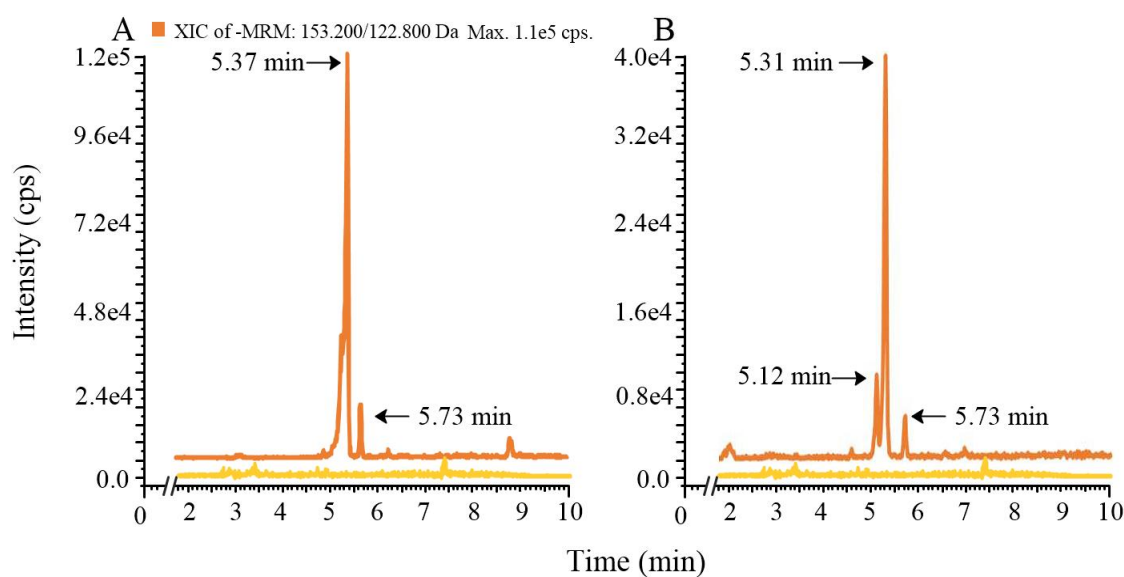 A XIC of -MRM: 153.200/122.800 Da Max. 1.1e5 cps. B
1.2e5 5.37 min 4.0e4 5.31 min
9.6e4 3.2e4
7.2e4 2.4e4
Intensity (cps)
4.8e4 1.6e4
5.12 min
2.4e4 5.73 min 0.8e4 5.73 min
0.0 0.0
0 2 3 4 5 6 7 8 9 10 0 2 3 4 5 6 7 8 9 10
Time (min)